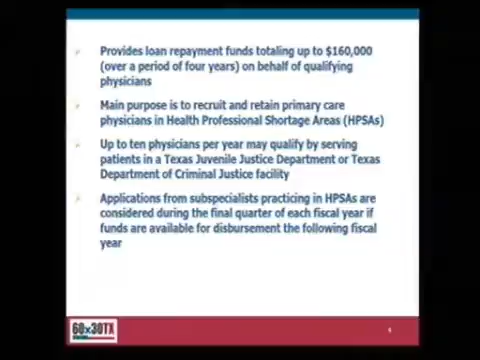 Provides loan repayment funds totaling up to $160,000
(over a period of four years) on behalf of qualifying
physicians
Main purpose is to recruit and retain primary care
physicians in Health Professional Shortage Areas (HPSAs)
Up to ten physicians per year may qualify by serving
patients in a Texas Juvenile Justice Department or Texas
Department of Criminal Justice facility
Applications from subspecialists practicing in HPSAs are
considered during the final quarter of each fiscal year if
funds are available for disbursement the following fiscal
year
60x30TX